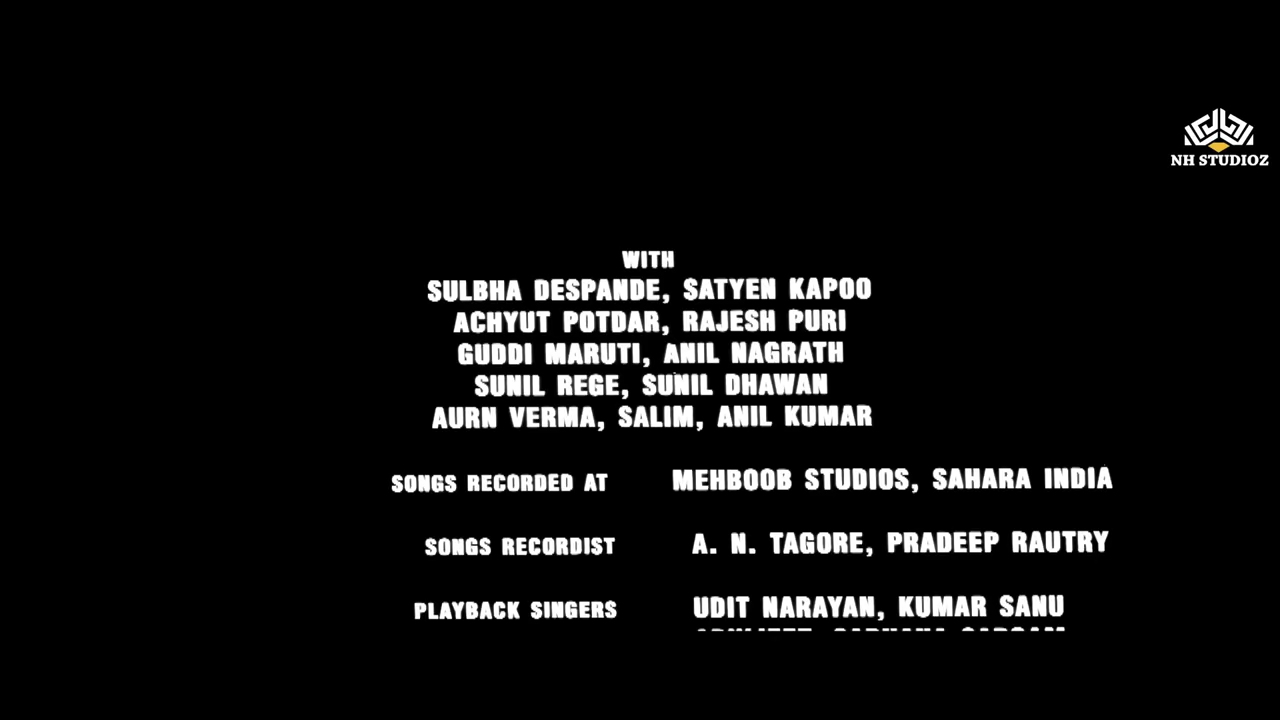 NH STUDIOZ
WITH
SULBHA DESPANDE, SATYEN KAPOO
ACHYUT POTDAR, RAJESH PURI
GUDDI MARUTI, ANIL NAGRATH
SUNIL REGE, SUNIL DHAWAN
AURN VERMA, SALIM, ANIL KUMAR
SONGS RECORDED AT MEHBOOB STUDIOS, SAHARA INDIA
SONGS RECORDIST A. N. TAGORE, PRADEEP RAUTRY
PLAYBACK SINGERS UDIT NARAYAN, KUMAR SANU